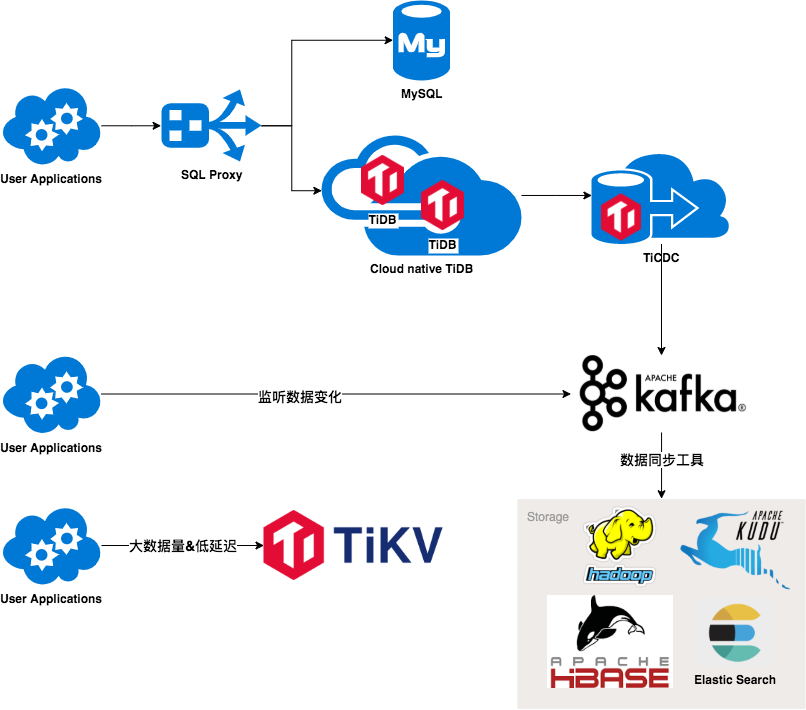 My
MySQL
User Applications
SQL Proxy
TiDB
TiDB
Cloud native TiDB
TiCDC
User Applications
监听数据变化
APACHE
kafka®
数据同步工具
User Applications
大数据量&低延迟
TiKV
Storage
hadoop
APACHE
KUDU
APACHE
HBASE
Elastic Search